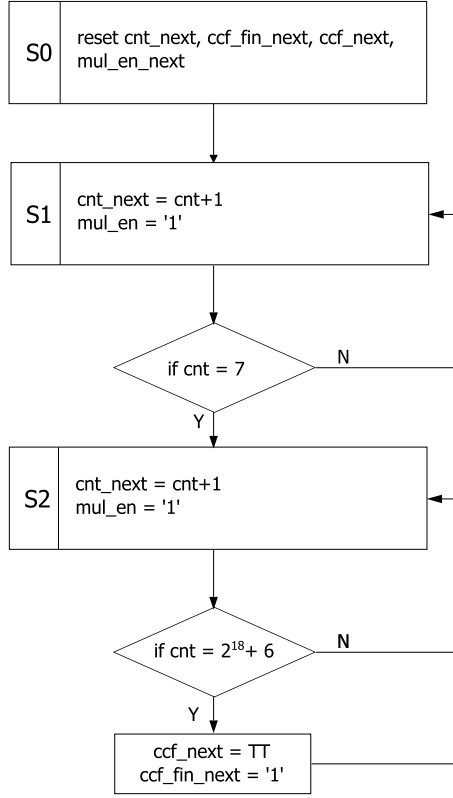 S0
reset cnt_next, ccf_fin_next, ccf_next,
mul_en_next
S1
cnt_next = cnt+1
mul_en = '1'
if cnt = 7
N
Y
S2
cnt_next = cnt+1
mul_en = '1'
if cnt = 2¹⁸+ 6
N
Y
ccf_next = TT
ccf_fin_next = '1'